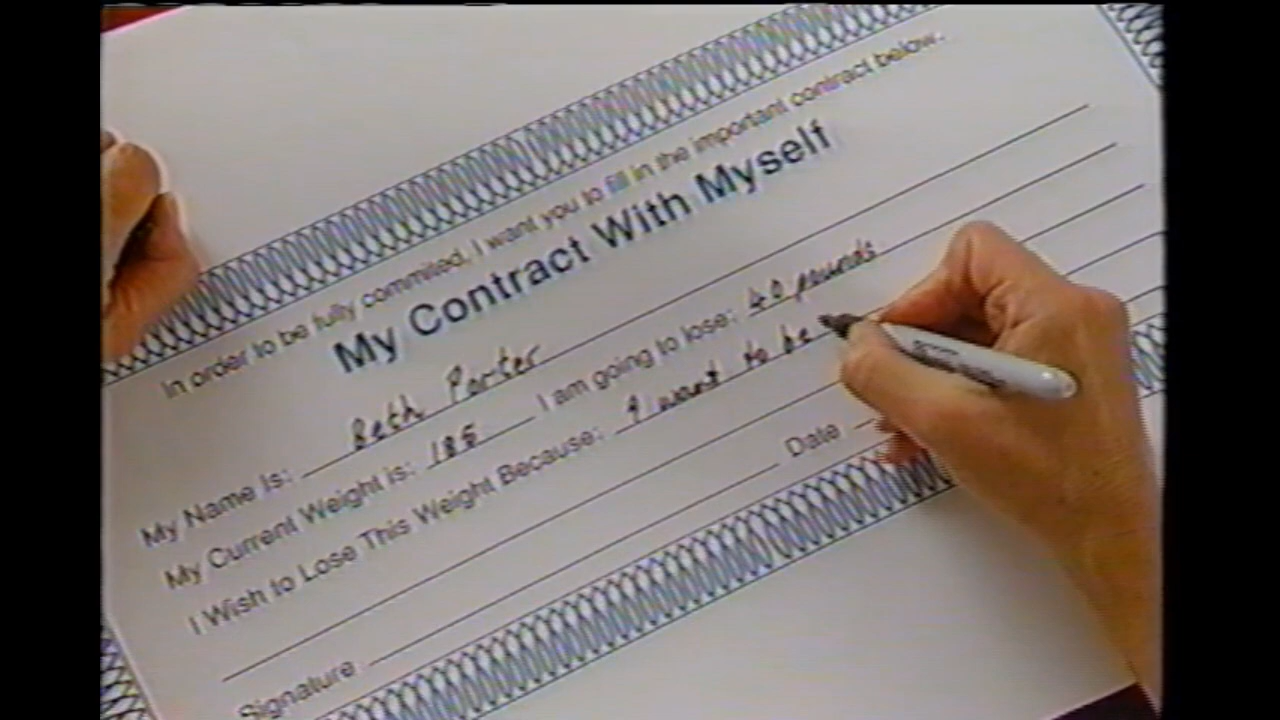 In order to be fully commited, I want you to fill in the important contract below.
My Contract With Myself
My Name Is: Beth Porter
My Current Weight is: 185 I am going to lose: 40 pounds
I Wish to Lose This Weight Because: I want to be
Signature Date